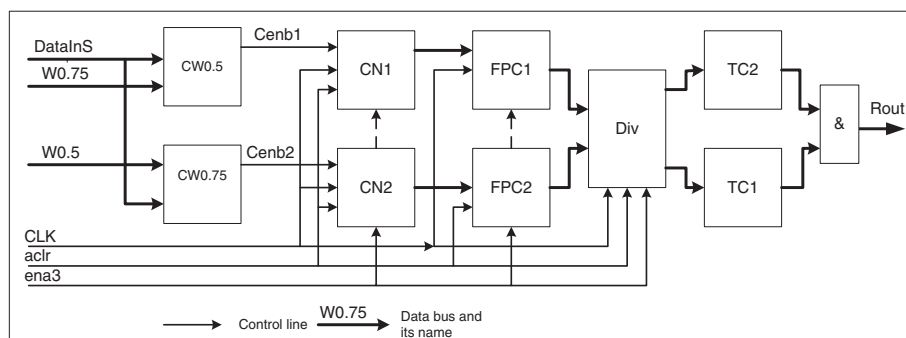 DataInS
W0.75
CW0.5
Cenb1
CN1
FPC1
Div
TC2
&
Rout
W0.5
CW0.75
Cenb2
CN2
FPC2
TC1
CLK
aclr
ena3
Control line
W0.75
Data bus and
its name